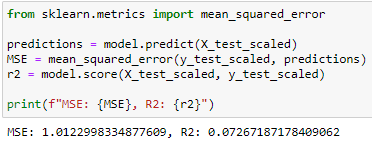 from sklearn.metrics import mean_squared_error
predictions = model.predict(X_test_scaled)
MSE = mean_squared_error(y_test_scaled, predictions)
r2 = model.score(X_test_scaled, y_test_scaled)
print(f"MSE: {MSE}, R2: {r2}")
MSE: 1.0122998334877609, R2: 0.07267187178409062